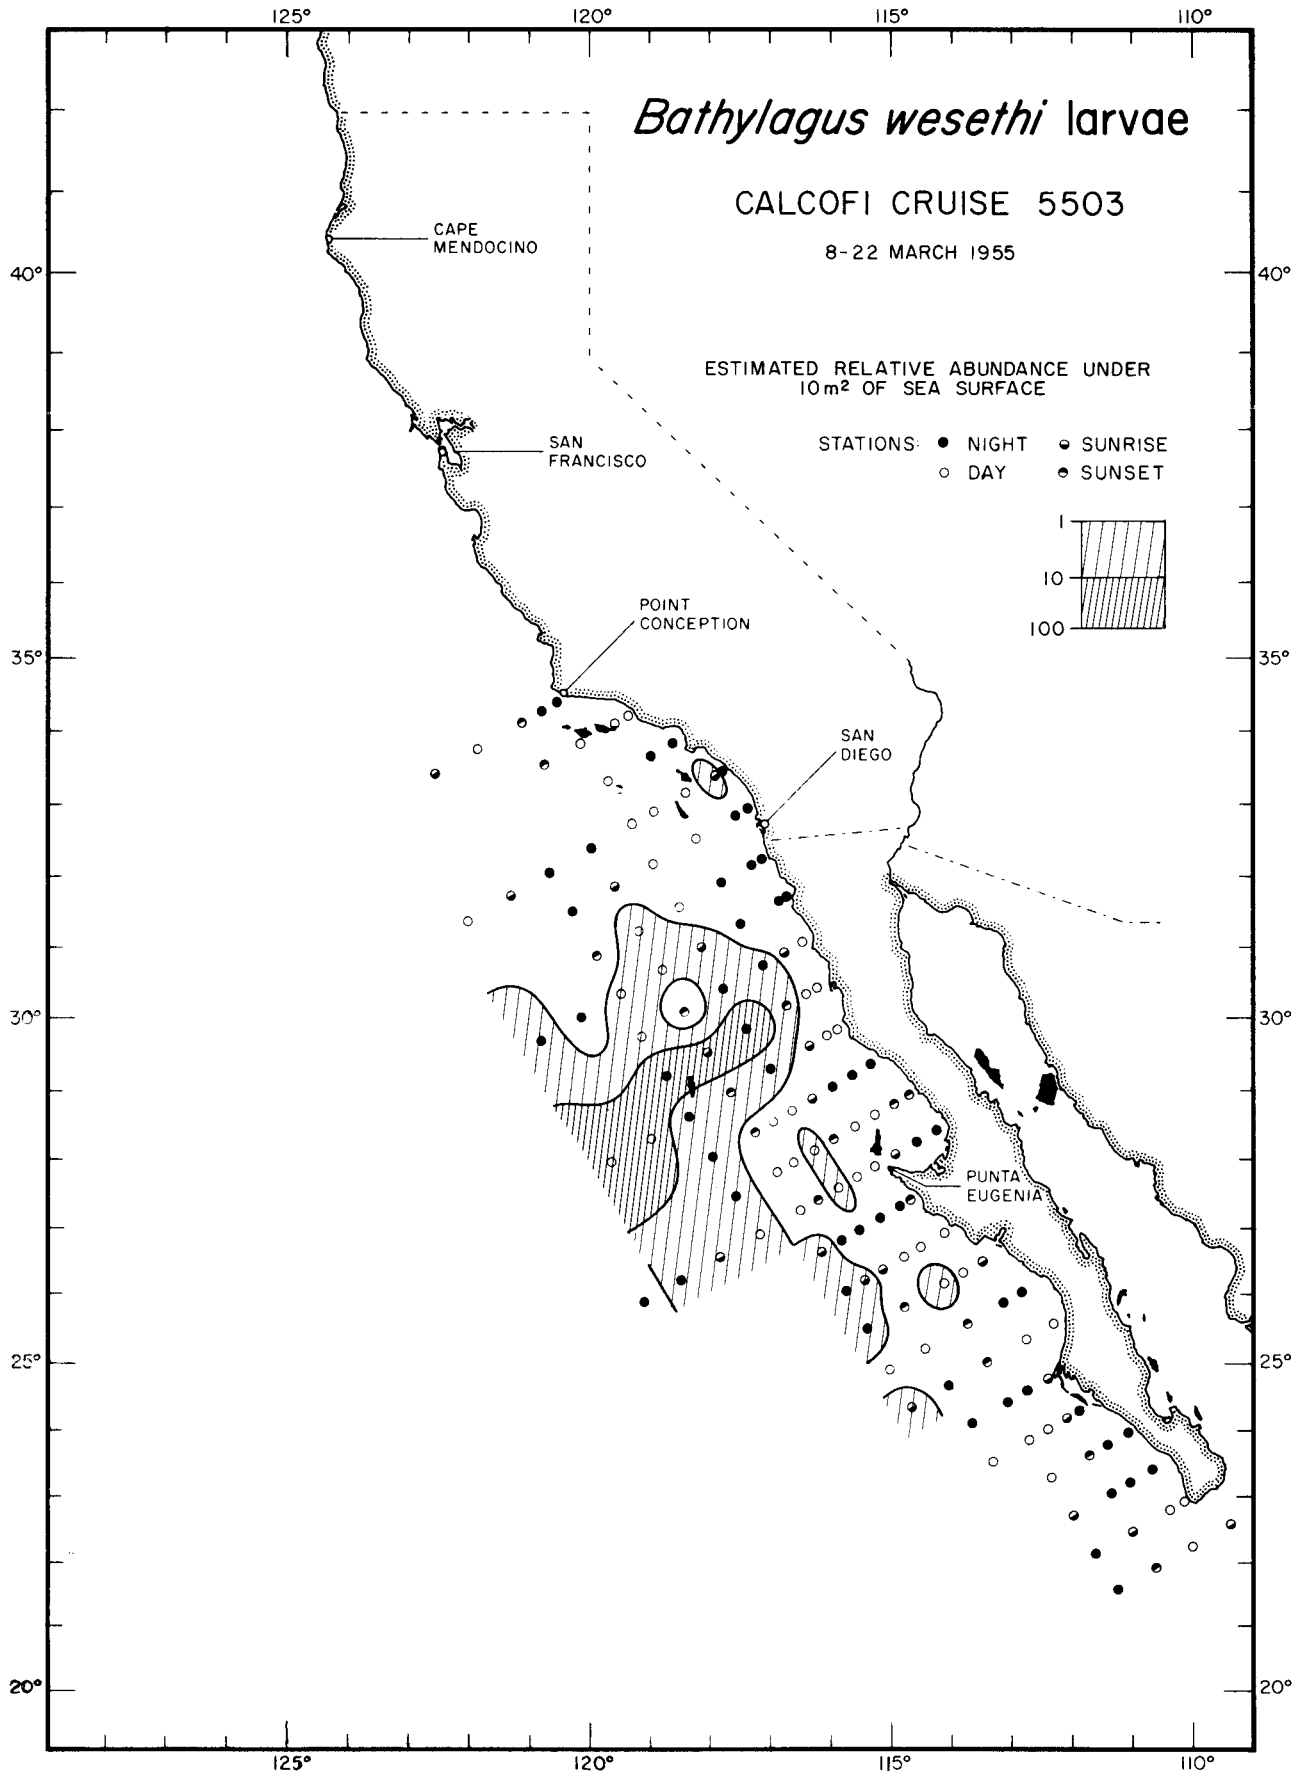 125° 120° 115° 110°
Bathylagus wesethi larvae
CALCOFI CRUISE 5503
8-22 MARCH 1955
CAPE
MENDOCINO
40° 40°
ESTIMATED RELATIVE ABUNDANCE UNDER
10m² OF SEA SURFACE
STATIONS: ● NIGHT ◒ SUNRISE
○ DAY ◓ SUNSET
SAN
FRANCISCO
1
10
100
POINT
CONCEPTION
35° 35°
SAN
DIEGO
30° 30°
PUNTA
EUGENIA
25° 25°
20° 20°
125° 120° 115° 110°